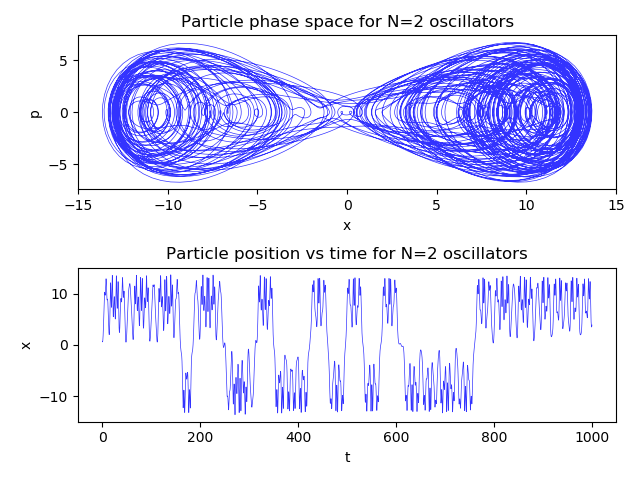 Particle phase space for N=2 oscillators
5
0
−5
p
−15 −10 −5 0 5 10 15
x
Particle position vs time for N=2 oscillators
10
0
−10
x
0 200 400 600 800 1000
t